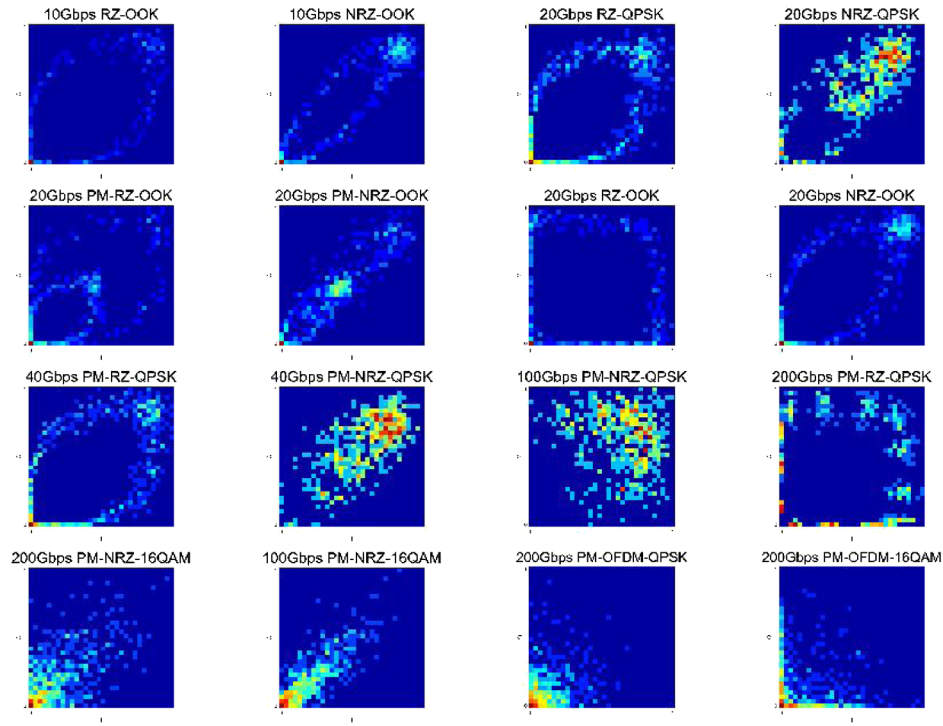 10Gbps RZ-OOK
10Gbps NRZ-OOK
20Gbps RZ-QPSK
20Gbps NRZ-QPSK
20Gbps PM-RZ-OOK
20Gbps PM-NRZ-OOK
20Gbps RZ-OOK
20Gbps NRZ-OOK
40Gbps PM-RZ-QPSK
40Gbps PM-NRZ-QPSK
100Gbps PM-NRZ-QPSK
200Gbps PM-RZ-QPSK
200Gbps PM-NRZ-16QAM
100Gbps PM-NRZ-16QAM
200Gbps PM-OFDM-QPSK
200Gbps PM-OFDM-16QAM